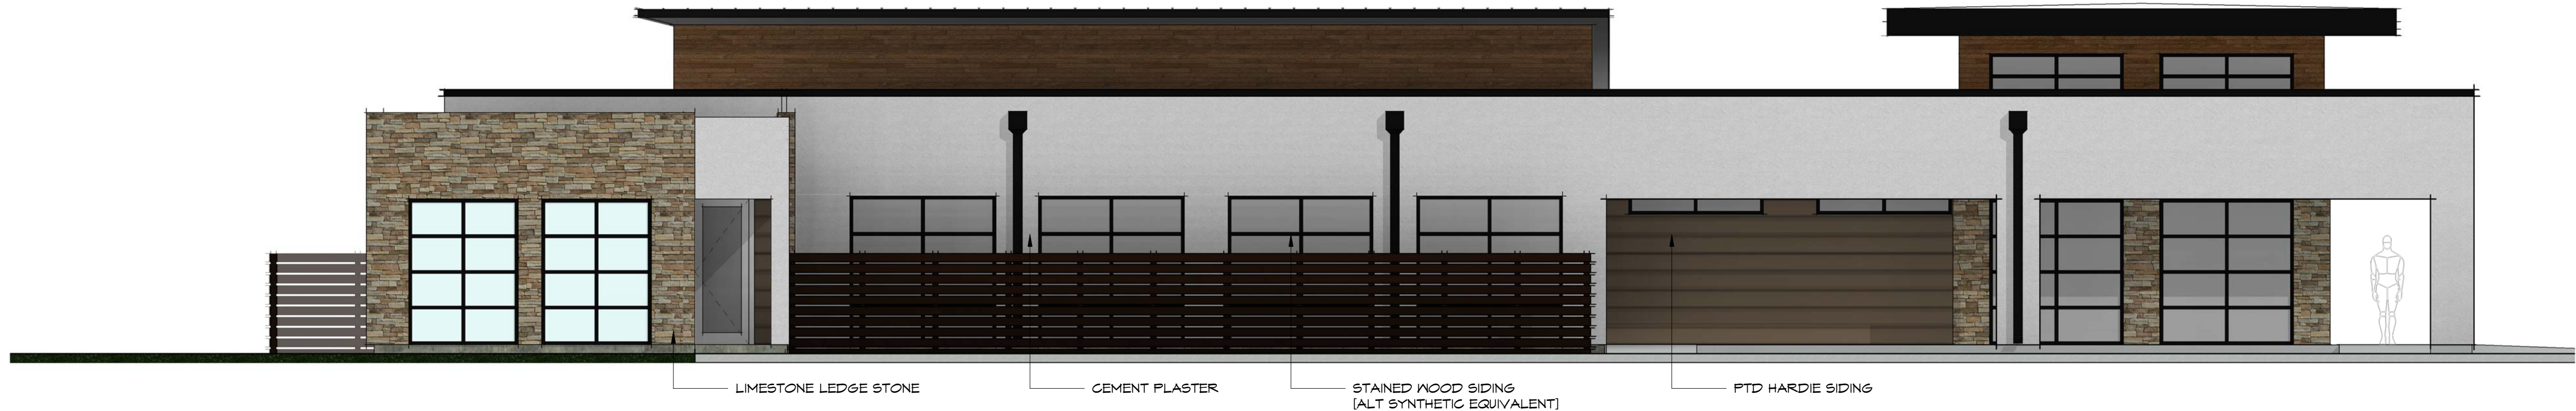 LIMESTONE LEDGE STONE
CEMENT PLASTER
STAINED WOOD SIDING
[ALT SYNTHETIC EQUIVALENT]
PTD HARDIE SIDING